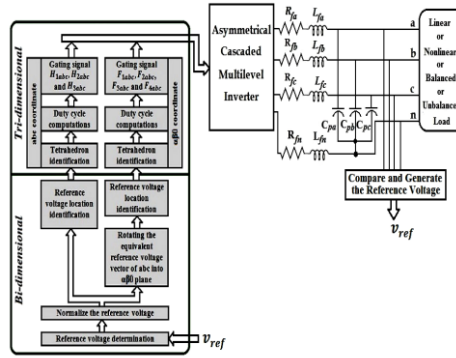 Tri-dimensional
abc coordinate
Gating signal
H1abc, H2abc
and H3abc
Duty cycle
computations
Tetrahedron
identification
Gating signal
F1abc, F2abc,
F3abc and F4abc
Duty cycle
computations
Tetrahedron
identification
αβ0 coordinate
Bi-dimensional
Reference
voltage location
identification
Reference voltage
location
identification
Rotating the
equivalent
reference voltage
vector of abc into
αβ0 plane
Normalize the reference voltage
Reference voltage determination
vref
Asymmetrical
Cascaded
Multilevel
Inverter
Rfa Lfa
Rfb Lfb
Rfc Lfc
Rfn Lfn
Cpa Cpb Cpc
a
b
c
n
Linear
or
Nonlinear
or
Balanced
or
Unbalance
Load
Compare and Generate
the Reference Voltage
vref